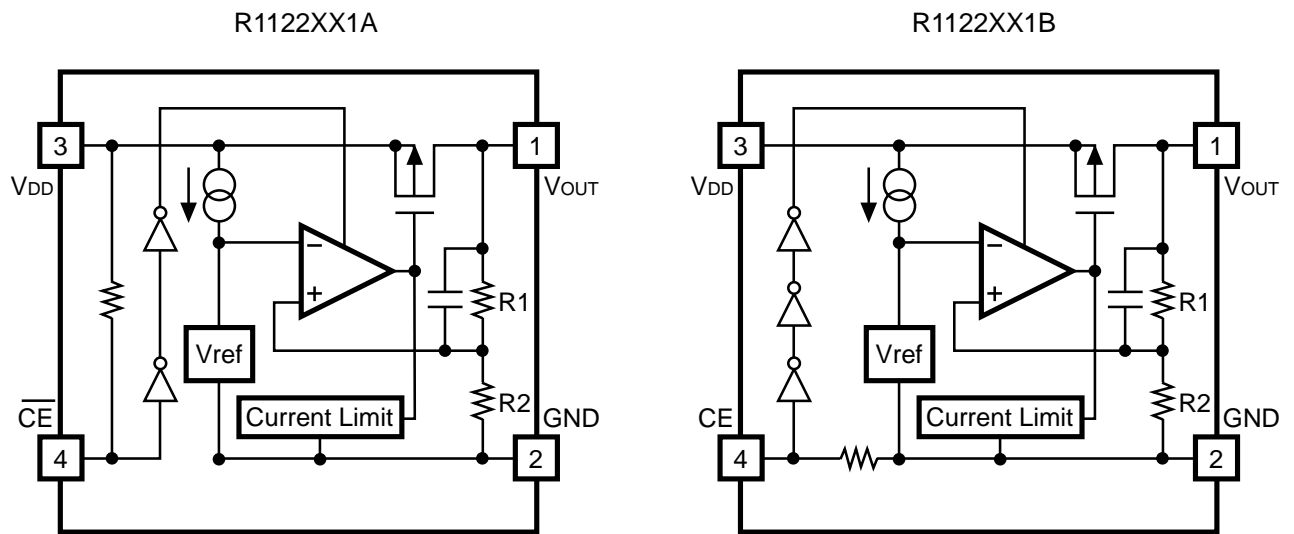 R1122XX1A
3
1
VDD
VOUT
−
+
R1
Vref
R2
C̅E̅
Current Limit
GND
4
2
R1122XX1B
3
1
VDD
VOUT
−
+
R1
Vref
R2
CE
Current Limit
GND
4
2